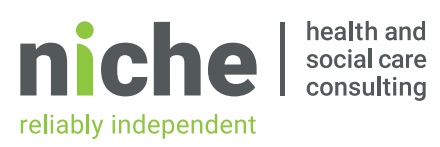 niche
health and
social care
consulting
reliably independent